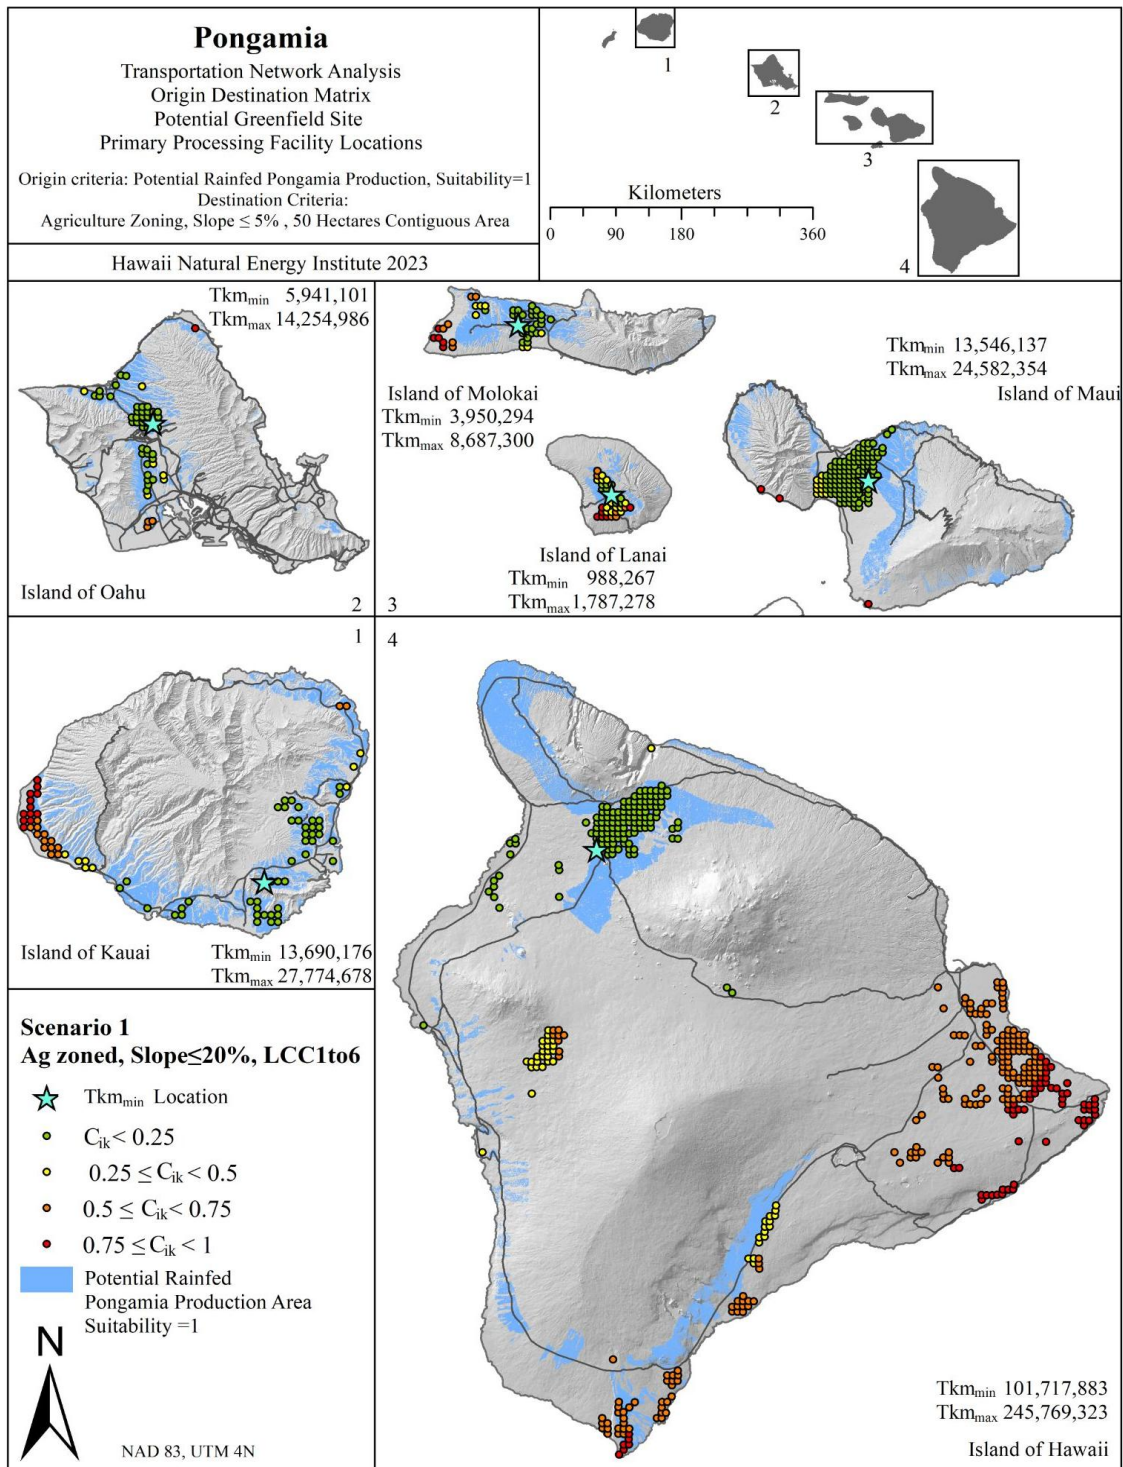 Pongamia
Transportation Network Analysis
Origin Destination Matrix
Potential Greenfield Site
Primary Processing Facility Locations
Origin criteria: Potential Rainfed Pongamia Production, Suitability=1
Destination Criteria:
Agriculture Zoning, Slope ≤ 5% , 50 Hectares Contiguous Area
Hawaii Natural Energy Institute 2023
1
2
3
4
Kilometers
0 90 180 360
Tkmmin 5,941,101
Tkmmax 14,254,986
Island of Oahu
2
Island of Molokai
Tkmmin 3,950,294
Tkmmax 8,687,300
Tkmmin 13,546,137
Tkmmax 24,582,354
Island of Maui
Island of Lanai
Tkmmin 988,267
Tkmmax 1,787,278
3
1
Island of Kauai
Tkmmin 13,690,176
Tkmmax 27,774,678
4
Tkmmin 101,717,883
Tkmmax 245,769,323
Island of Hawaii
Scenario 1
Ag zoned, Slope≤20%, LCC1to6
Tkmmin Location
Cik < 0.25
0.25 ≤ Cik < 0.5
0.5 ≤ Cik < 0.75
0.75 ≤ Cik < 1
Potential Rainfed
Pongamia Production Area
Suitability =1
N
NAD 83, UTM 4N